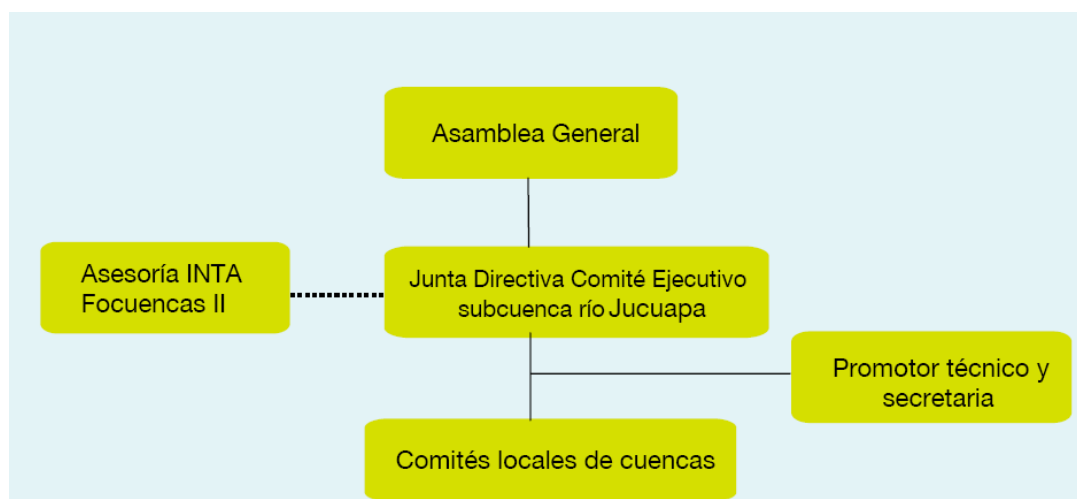 Asamblea General
Asesoría INTA
Focuencas II
Junta Directiva Comité Ejecutivo
subcuenca río Jucuapa
Promotor técnico y
secretaria
Comités locales de cuencas